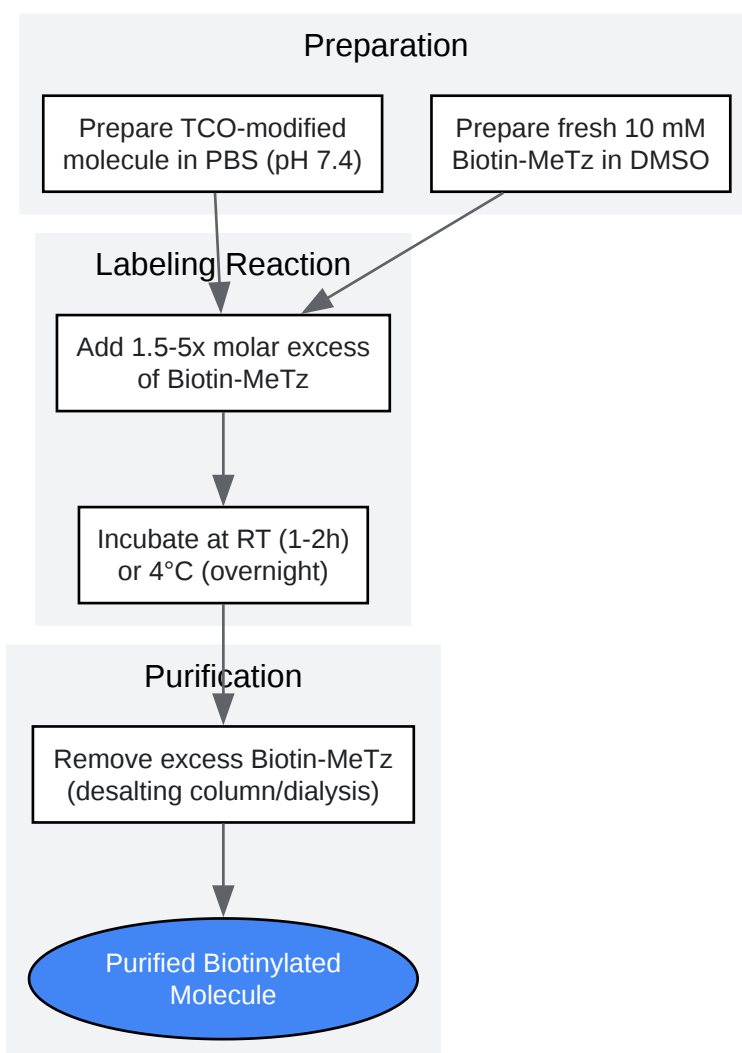 Preparation
Prepare TCO-modified
molecule in PBS (pH 7.4)
Prepare fresh 10 mM
Biotin-MeTz in DMSO
Labeling Reaction
Add 1.5-5x molar excess
of Biotin-MeTz
Incubate at RT (1-2h)
or 4°C (overnight)
Purification
Remove excess Biotin-MeTz
(desalting column/dialysis)
Purified Biotinylated
Molecule